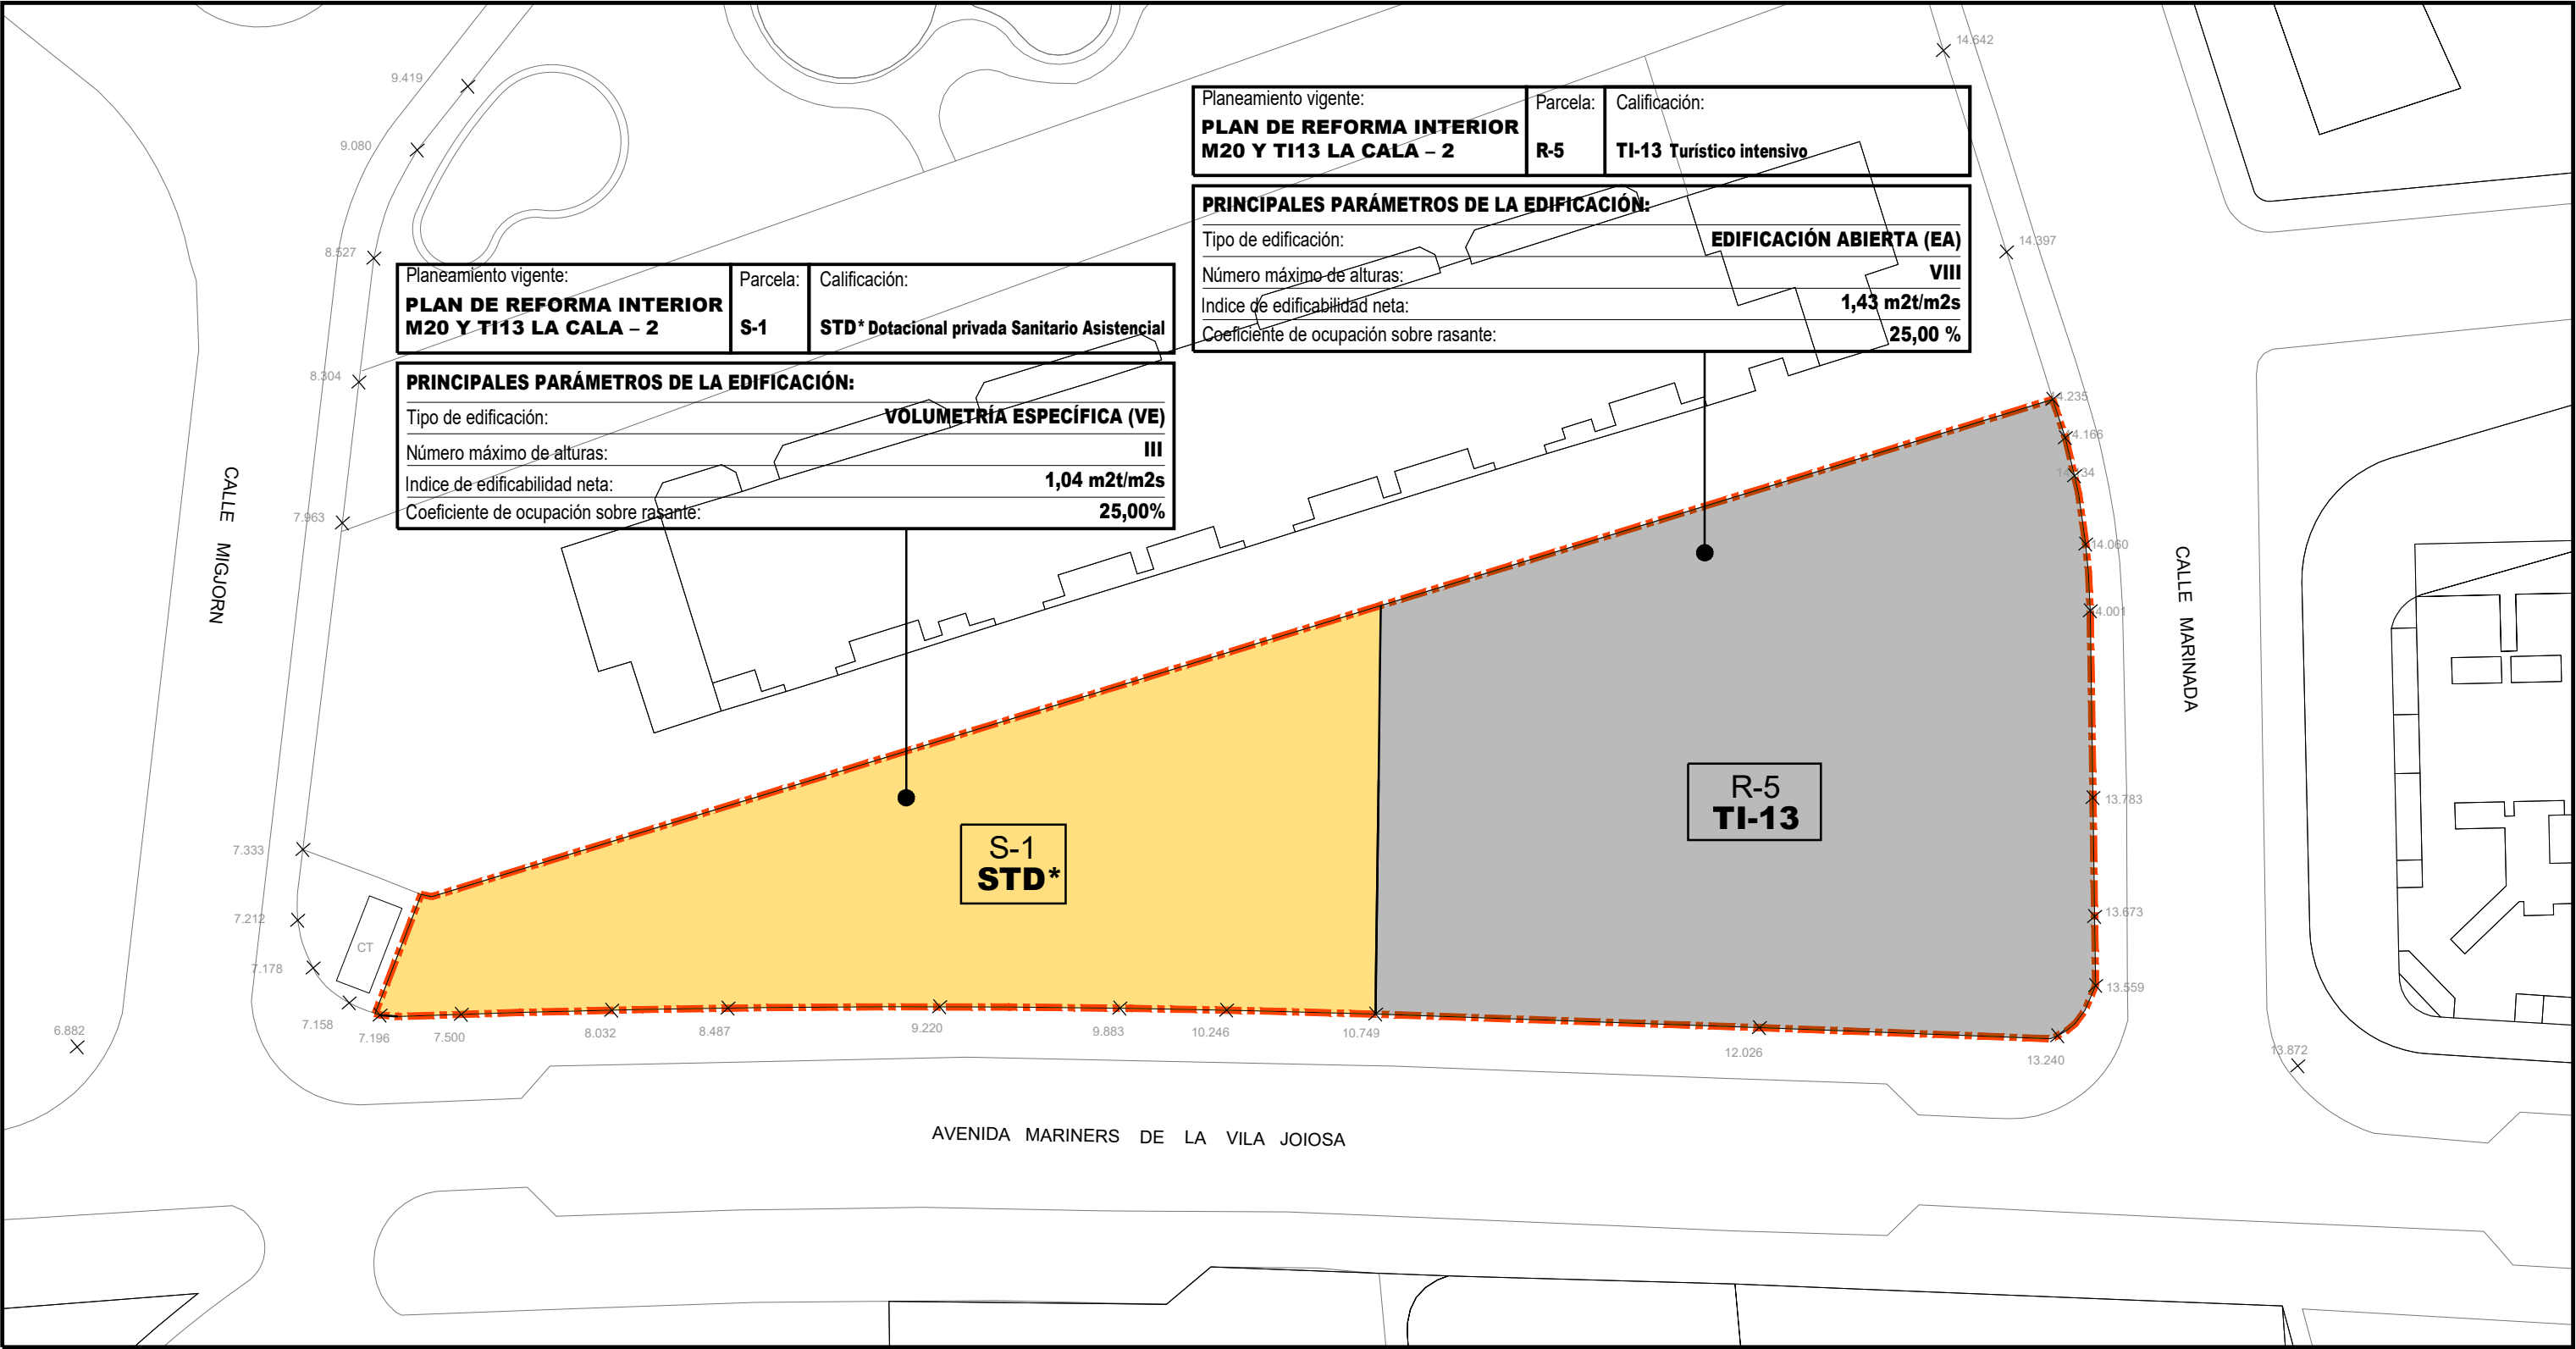 14.642
9.419
9.080
Planeamiento vigente:
PLAN DE REFORMA INTERIOR
M20 Y TI13 LA CALA – 2
Parcela:
R-5
Calificación:
TI-13 Turístico intensivo
PRINCIPALES PARÁMETROS DE LA EDIFICACIÓN:
Tipo de edificación: EDIFICACIÓN ABIERTA (EA)
Número máximo de alturas: VIII
Indice de edificabilidad neta: 1,43 m2t/m2s
Coeficiente de ocupación sobre rasante: 25,00 %
14.397
8.527
Planeamiento vigente:
PLAN DE REFORMA INTERIOR
M20 Y TI13 LA CALA – 2
Parcela:
S-1
Calificación:
STD* Dotacional privada Sanitario Asistencial
PRINCIPALES PARÁMETROS DE LA EDIFICACIÓN:
Tipo de edificación: VOLUMETRÍA ESPECÍFICA (VE)
Número máximo de alturas: III
Indice de edificabilidad neta: 1,04 m2t/m2s
Coeficiente de ocupación sobre rasante: 25,00%
8.304
7.963
14.235
14.166
14.060
14.001
CALLE MIGJORN
CALLE MARINADA
R-5
TI-13
13.783
S-1
STD*
7.333
7.212
CT
7.178
13.673
13.559
7.158
7.196
7.500
8.032
8.487
9.220
9.883
10.246
10.749
12.026
13.240
6.882
13.872
AVENIDA MARINERS DE LA VILA JOIOSA